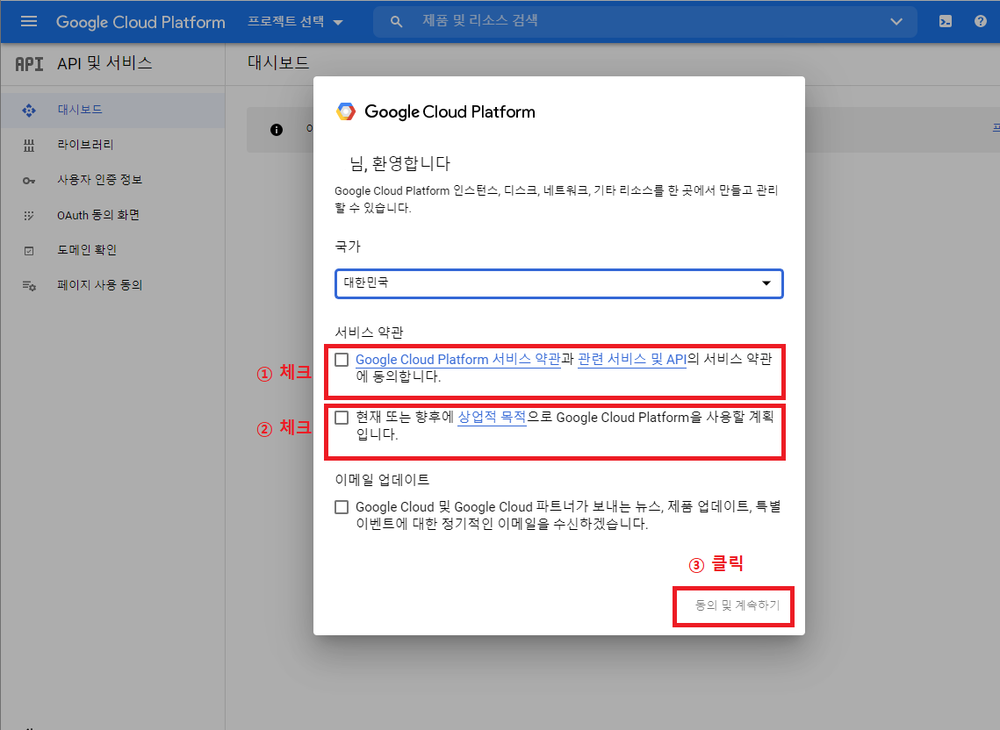 Google Cloud Platform 프로젝트 선택 제품 및 리소스 검색
API API 및 서비스 대시보드
대시보드
라이브러리
사용자 인증 정보
OAuth 동의 화면
도메인 확인
페이지 사용 동의
Google Cloud Platform
님, 환영합니다
Google Cloud Platform 인스턴스, 디스크, 네트워크, 기타 리소스를 한 곳에서 만들고 관리
할 수 있습니다.
국가
대한민국
서비스 약관
① 체크
Google Cloud Platform 서비스 약관과 관련 서비스 및 API의 서비스 약관
에 동의합니다.
② 체크
현재 또는 향후에 상업적 목적으로 Google Cloud Platform을 사용할 계획
입니다.
이메일 업데이트
Google Cloud 및 Google Cloud 파트너가 보내는 뉴스, 제품 업데이트, 특별
이벤트에 대한 정기적인 이메일을 수신하겠습니다.
③ 클릭
동의 및 계속하기